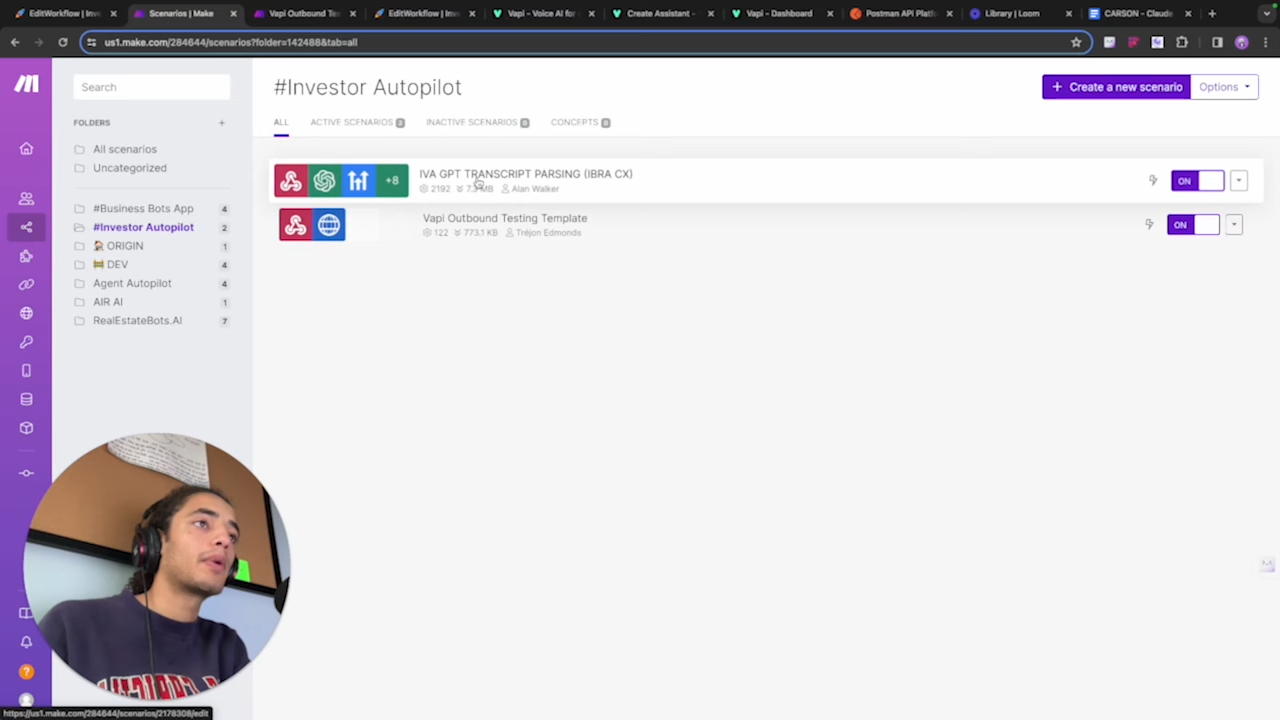 EditWorkflow | Inv
Scenarios | Make
Vapi Outbound Tes
EditWorkflow | Inv
Vapi - Voice AI for
Create Assistant -
Vapi - Dashboard
Postman API Platf
Library | Loom
CARSON - Claude
us1.make.com/284644/scenarios?folder=142488&tab=all
Search
FOLDERS +
All scenarios
Uncategorized
#Business Bots App 4
#Investor Autopilot 2
ORIGIN 1
DEV 4
Agent Autopilot 4
AIR AI 1
RealEstateBots.AI 7
#Investor Autopilot
+ Create a new scenario
Options
ALL
ACTIVE SCENARIOS 2
INACTIVE SCENARIOS 0
CONCEPTS 0
+8
IVA GPT TRANSCRIPT PARSING (IBRA CX)
2192 Alan Walker
ON
Vapi Outbound Testing Template
122 773.1 KB Tréjon Edmonds
ON
https://us1.make.com/284644/scenarios/2178308/edit